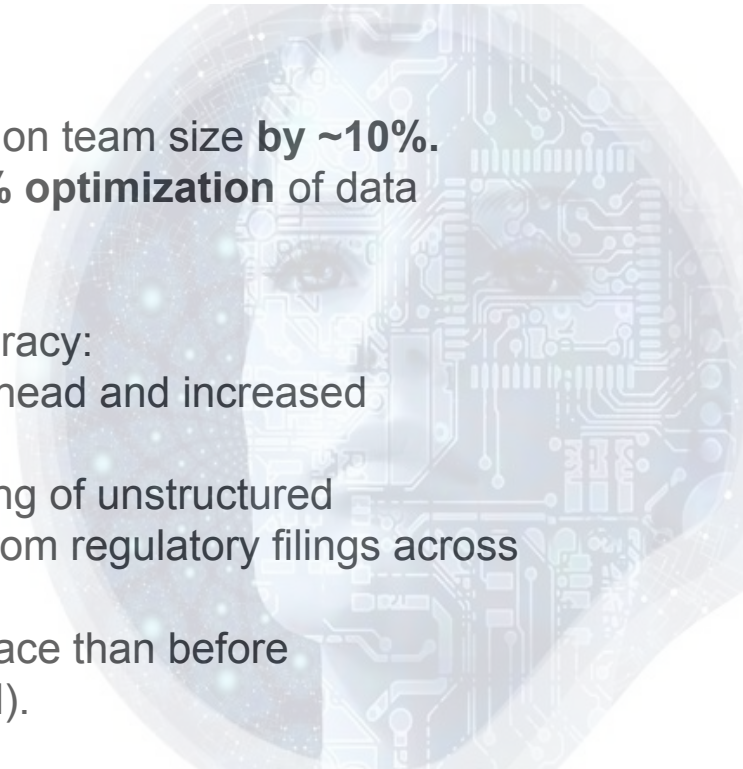 on team size by ~10%.
% optimization of data
racy:
head and increased
ng of unstructured
om regulatory filings across
ace than before
).